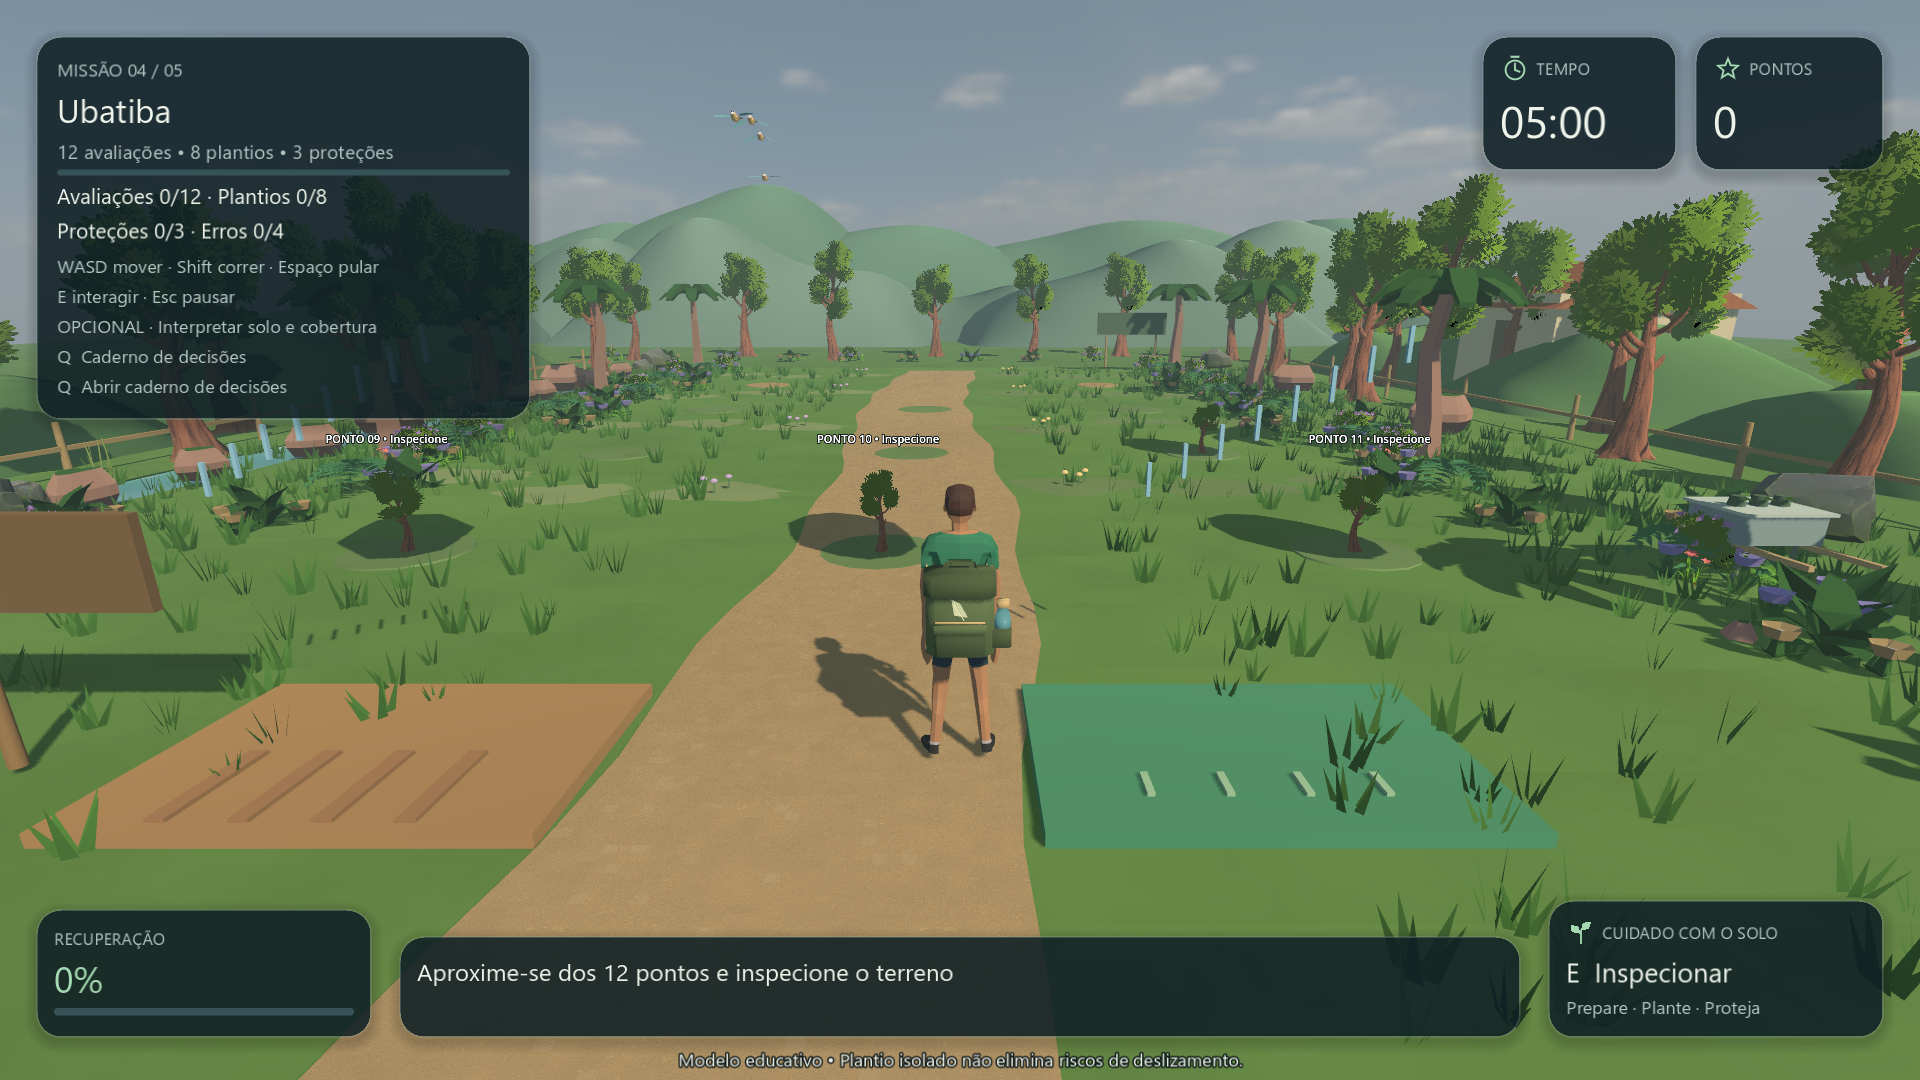 MISSÃO 04 / 05
Ubatiba
12 avaliações • 8 plantios • 3 proteções
Avaliações 0/12 · Plantios 0/8
Proteções 0/3 · Erros 0/4
WASD mover · Shift correr · Espaço pular
E interagir · Esc pausar
OPCIONAL · Interpretar solo e cobertura
Q Caderno de decisões
Q Abrir caderno de decisões
TEMPO
05:00
PONTOS
0
PONTO 09 • Inspecione
PONTO 10 • Inspecione
PONTO 11 • Inspecione
RECUPERAÇÃO
0%
Aproxime-se dos 12 pontos e inspecione o terreno
CUIDADO COM O SOLO
E Inspecionar
Prepare · Plante · Proteja
Modelo educativo • Plantio isolado não elimina riscos de deslizamento.